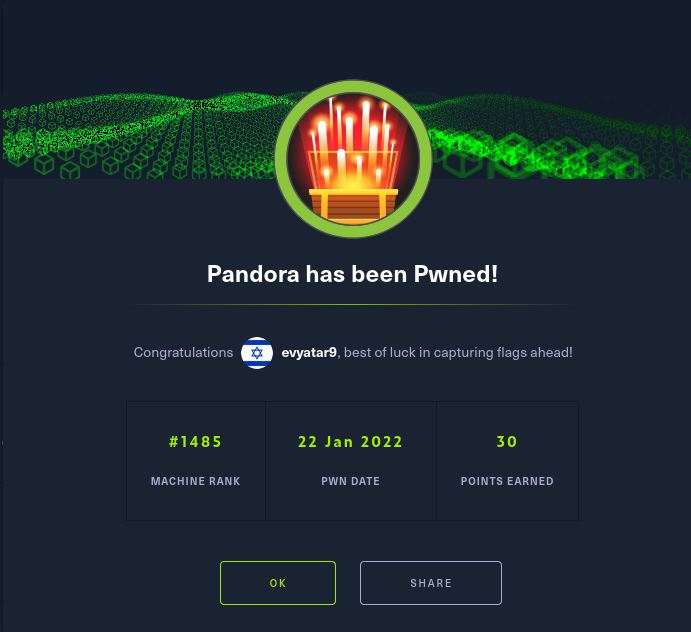 Pandora has been Pwned!
Congratulations evyatar9, best of luck in capturing flags ahead!
#1485 22 Jan 2022 30
MACHINE RANK PWN DATE POINTS EARNED
OK SHARE